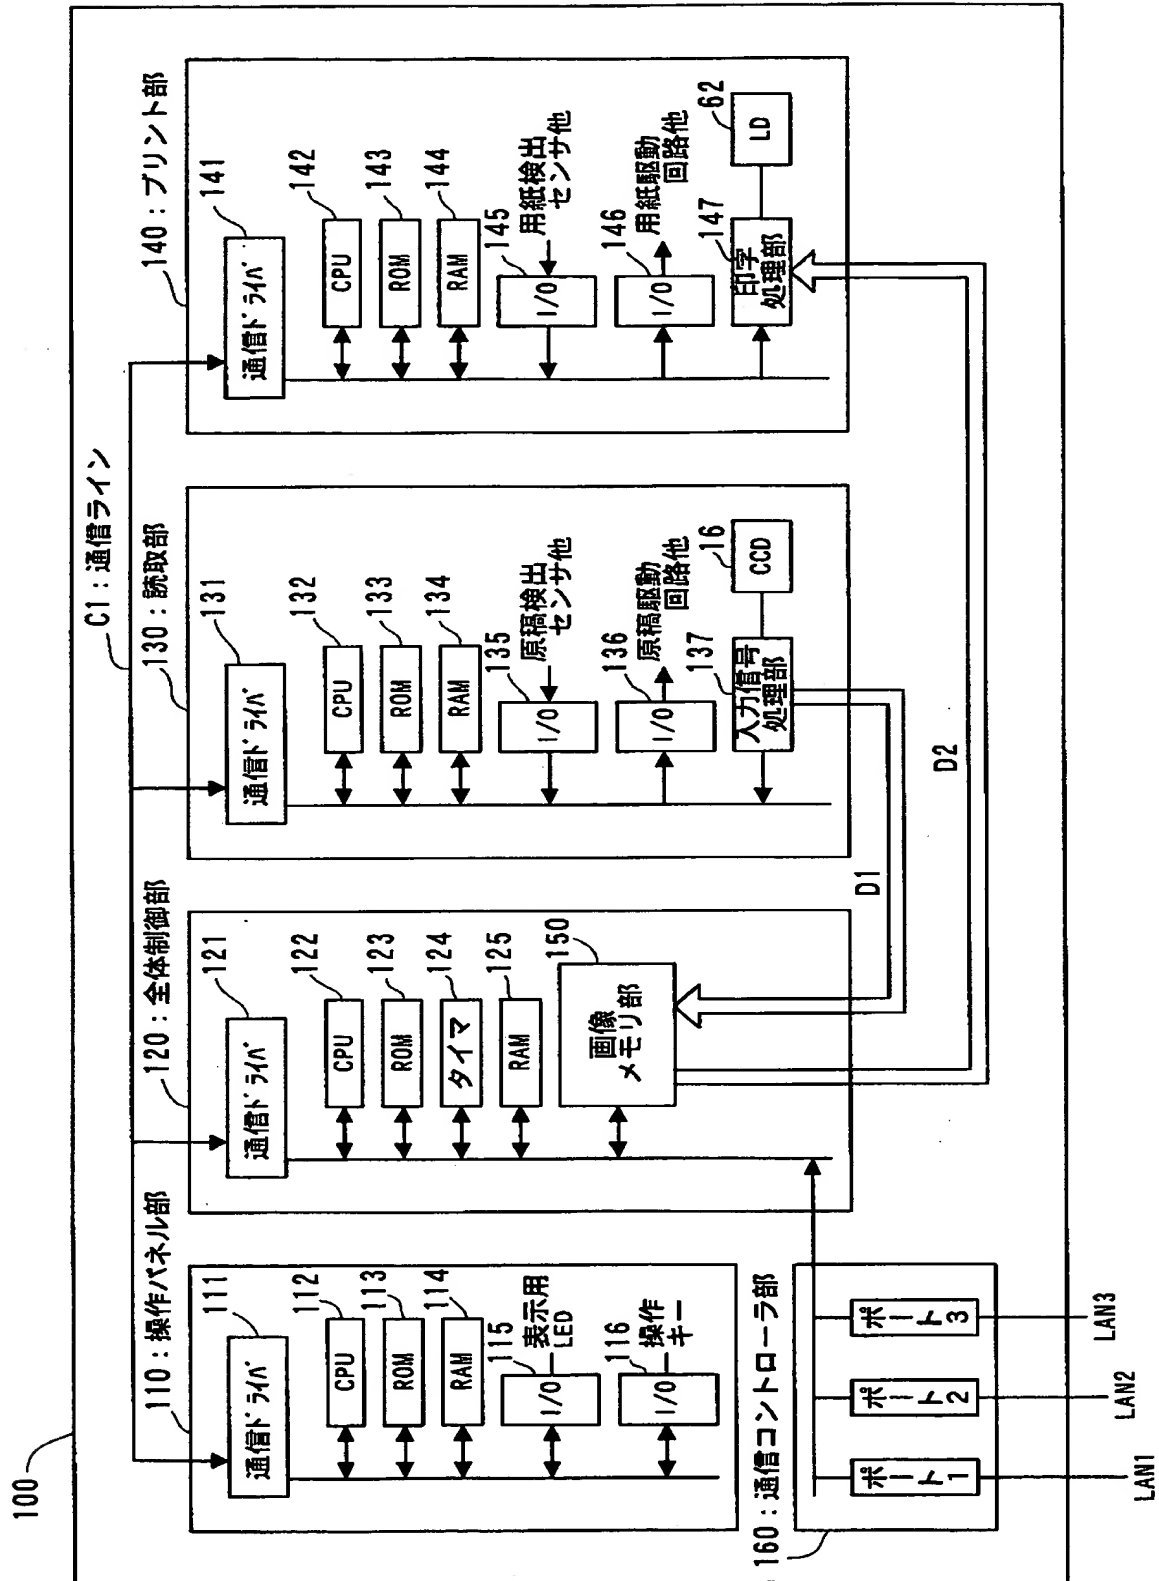 100
C1:通信ライン
110:操作パネル部
111
通信ドライバ
112
CPU
113
ROM
114
RAM
115
I/O
表示用
LED
116
I/O
操作
キー
120:全体制御部
121
通信ドライバ
122
CPU
123
ROM
124
タイマ
125
RAM
150
画像
メモリ部
130:読取部
131
通信ドライバ
132
CPU
133
ROM
134
RAM
135
I/O
原稿検出
センサ他
136
I/O
原稿駆動
回路他
137
入力信号
処理部
16
CCD
140:プリント部
141
通信ドライバ
142
CPU
143
ROM
144
RAM
145
I/O
用紙検出
センサ他
146
I/O
用紙駆動
回路他
147
印字
処理部
62
LD
D1
D2
160:通信コントローラ部
ポート1
ポート2
ポート3
LAN1
LAN2
LAN3